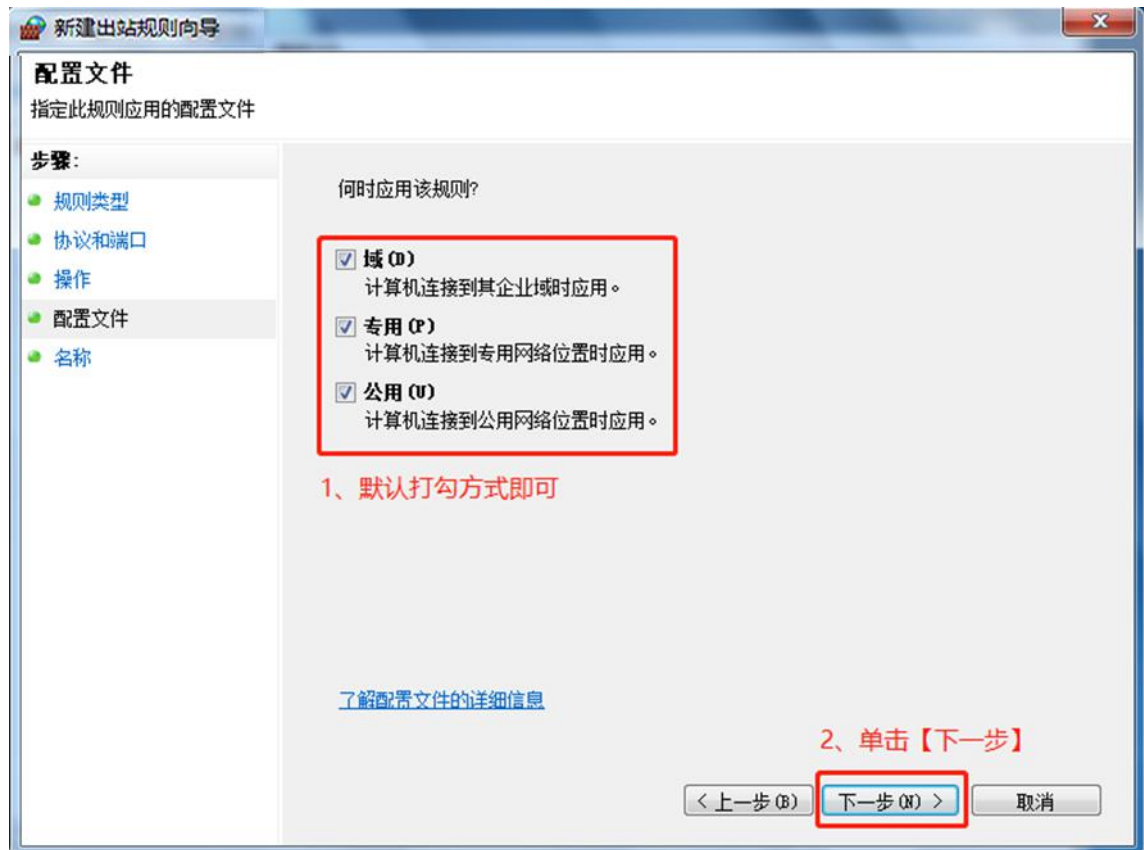 新建出站规则向导
配置文件
指定此规则应用的配置文件
步骤:
规则类型
协议和端口
操作
配置文件
名称
何时应用该规则?
域(D)
计算机连接到其企业域时应用。
专用(P)
计算机连接到专用网络位置时应用。
公用(U)
计算机连接到公用网络位置时应用。
1、默认打勾方式即可
了解配置文件的详细信息
2、单击【下一步】
< 上一步(B)
下一步(N) >
取消